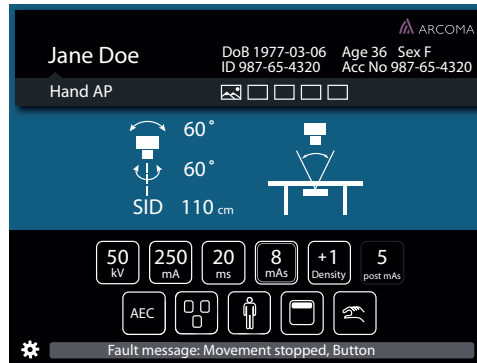 ARCOMA
Jane Doe
DoB 1977-03-06 Age 36 Sex F
ID 987-65-4320 Acc No 987-65-4320
Hand AP
60°
60°
SID 110 cm
50 kV 250 mA 20 ms 8 mAs +1 Density 5 post mAs
AEC
Fault message: Movement stopped, Button